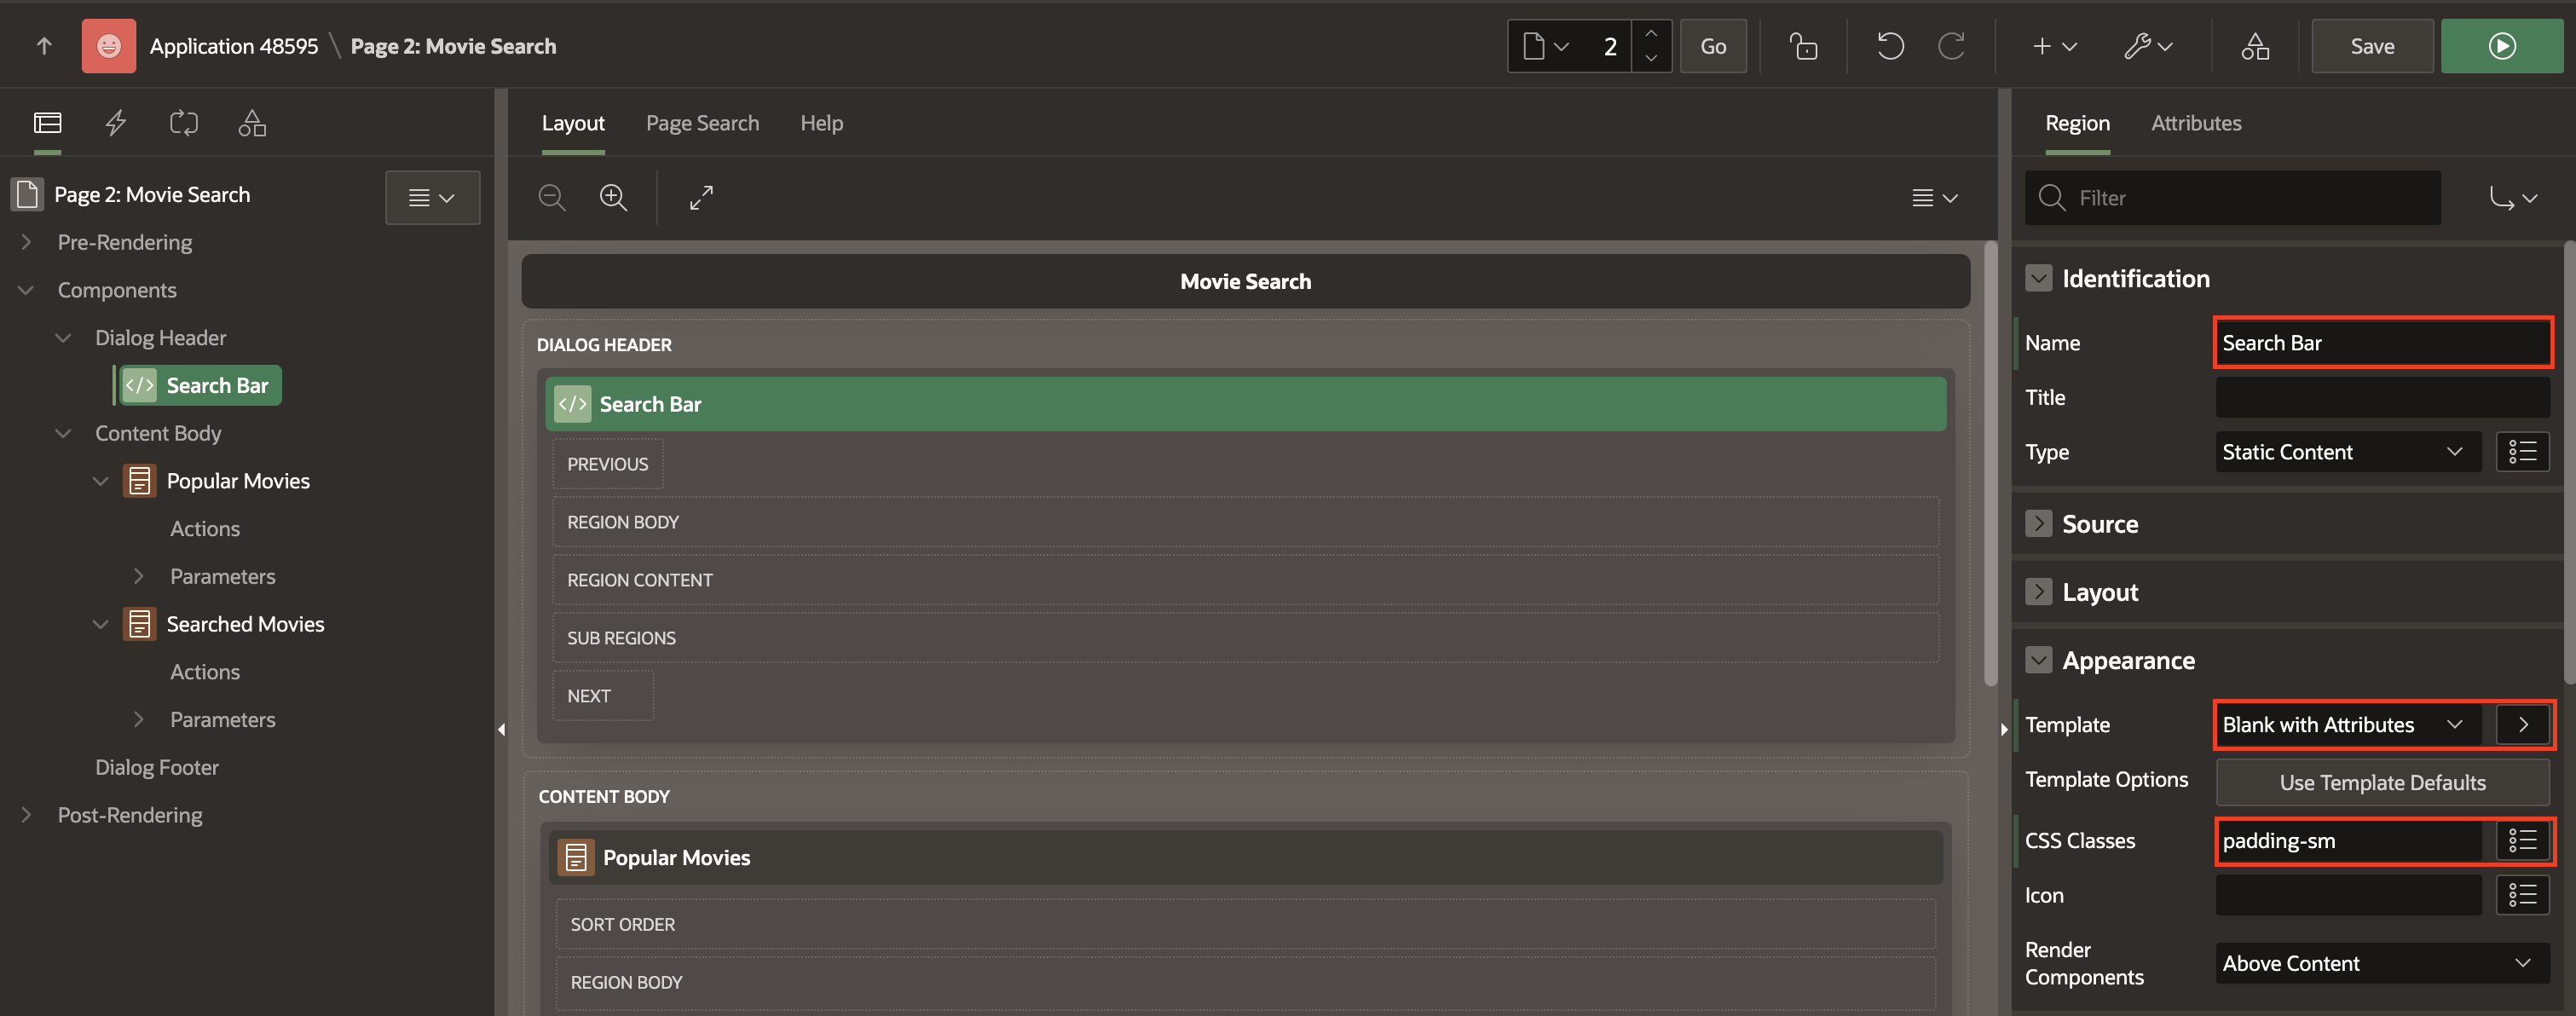 Application 48595 \ Page 2: Movie Search
2
Go
Save
Page 2: Movie Search
Pre-Rendering
Components
Dialog Header
</> Search Bar
Content Body
Popular Movies
Actions
Parameters
Searched Movies
Actions
Parameters
Dialog Footer
Post-Rendering
Layout Page Search Help
Movie Search
DIALOG HEADER
</> Search Bar
PREVIOUS
REGION BODY
REGION CONTENT
SUB REGIONS
NEXT
CONTENT BODY
Popular Movies
SORT ORDER
REGION BODY
Region Attributes
Filter
Identification
Name Search Bar
Title
Type Static Content
Source
Layout
Appearance
Template Blank with Attributes
Template Options Use Template Defaults
CSS Classes padding-sm
Icon
Render
Components Above Content